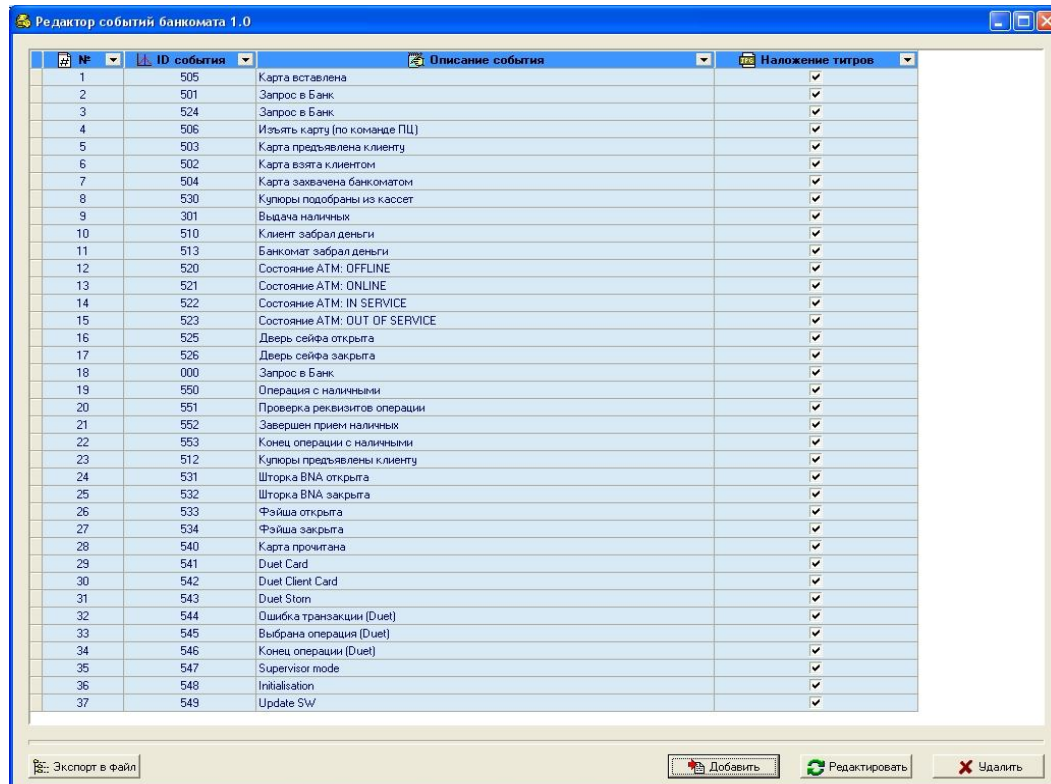 Редактор событий банкомата 1.0
№ ID события Описание события Наложение титров
1 505 Карта вставлена
2 501 Запрос в Банк
3 524 Запрос в Банк
4 506 Изъять карту (по команде ПЦ)
5 503 Карта предъявлена клиенту
6 502 Карта взята клиентом
7 504 Карта захвачена банкоматом
8 530 Купюры подобраны из кассет
9 301 Выдача наличных
10 510 Клиент забрал деньги
11 513 Банкомат забрал деньги
12 520 Состояние ATM: OFFLINE
13 521 Состояние ATM: ONLINE
14 522 Состояние ATM: IN SERVICE
15 523 Состояние ATM: OUT OF SERVICE
16 525 Дверь сейфа открыта
17 526 Дверь сейфа закрыта
18 000 Запрос в Банк
19 550 Операция с наличными
20 551 Проверка реквизитов операции
21 552 Завершен прием наличных
22 553 Конец операции с наличными
23 512 Купюры предъявлены клиенту
24 531 Шторка BNA открыта
25 532 Шторка BNA закрыта
26 533 Фэйша открыта
27 534 Фэйша закрыта
28 540 Карта прочитана
29 541 Duet Card
30 542 Duet Client Card
31 543 Duet Storn
32 544 Ошибка транзакции (Duet)
33 545 Выбрана операция (Duet)
34 546 Конец операции (Duet)
35 547 Supervisor mode
36 548 Initialisation
37 549 Update SW
Экспорт в файл Добавить Редактировать Удалить